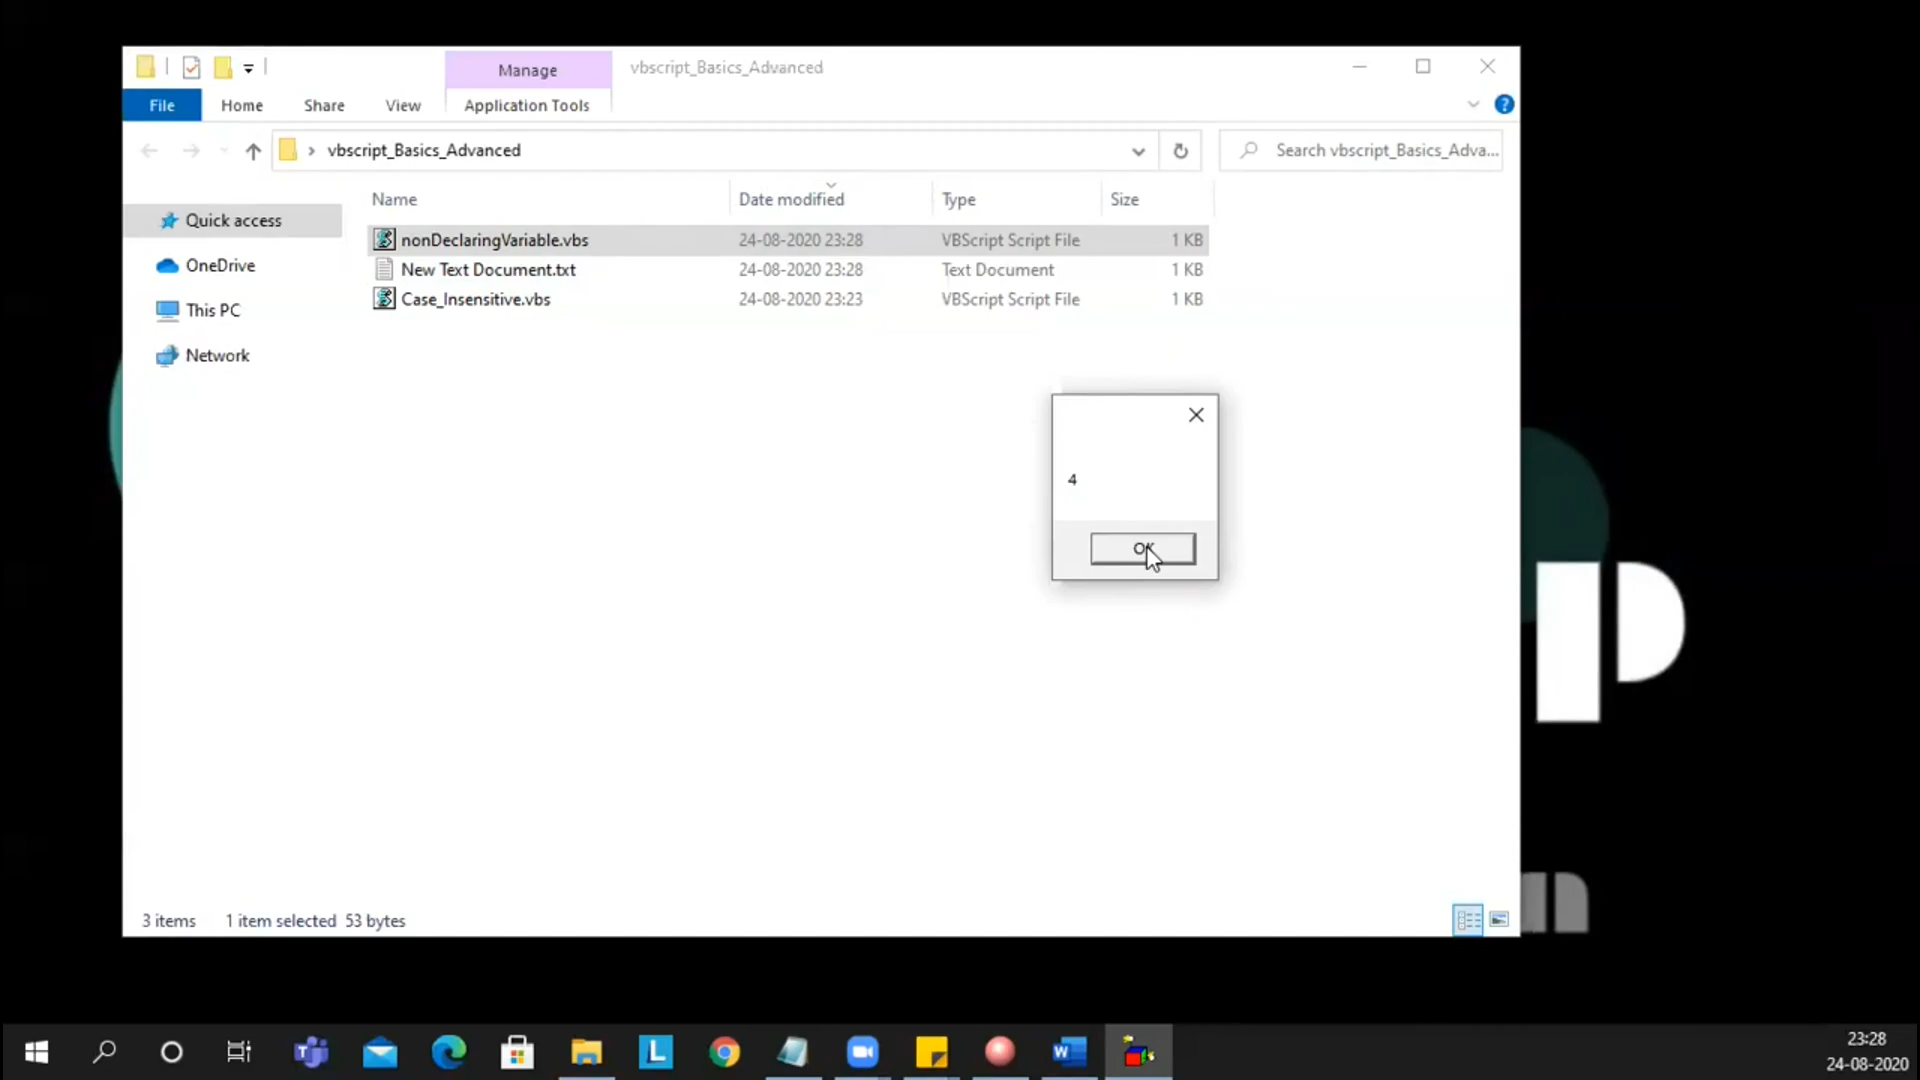 Manage
vbscript_Basics_Advanced
File
Home
Share
View
Application Tools
vbscript_Basics_Advanced
Search vbscript_Basics_Adva...
Name
Date modified
Type
Size
Quick access
OneDrive
This PC
Network
nonDeclaringVariable.vbs 24-08-2020 23:28 VBScript Script File 1 KB
New Text Document.txt 24-08-2020 23:28 Text Document 1 KB
Case_Insensitive.vbs 24-08-2020 23:23 VBScript Script File 1 KB
4
OK
3 items 1 item selected 53 bytes
23:28
24-08-2020